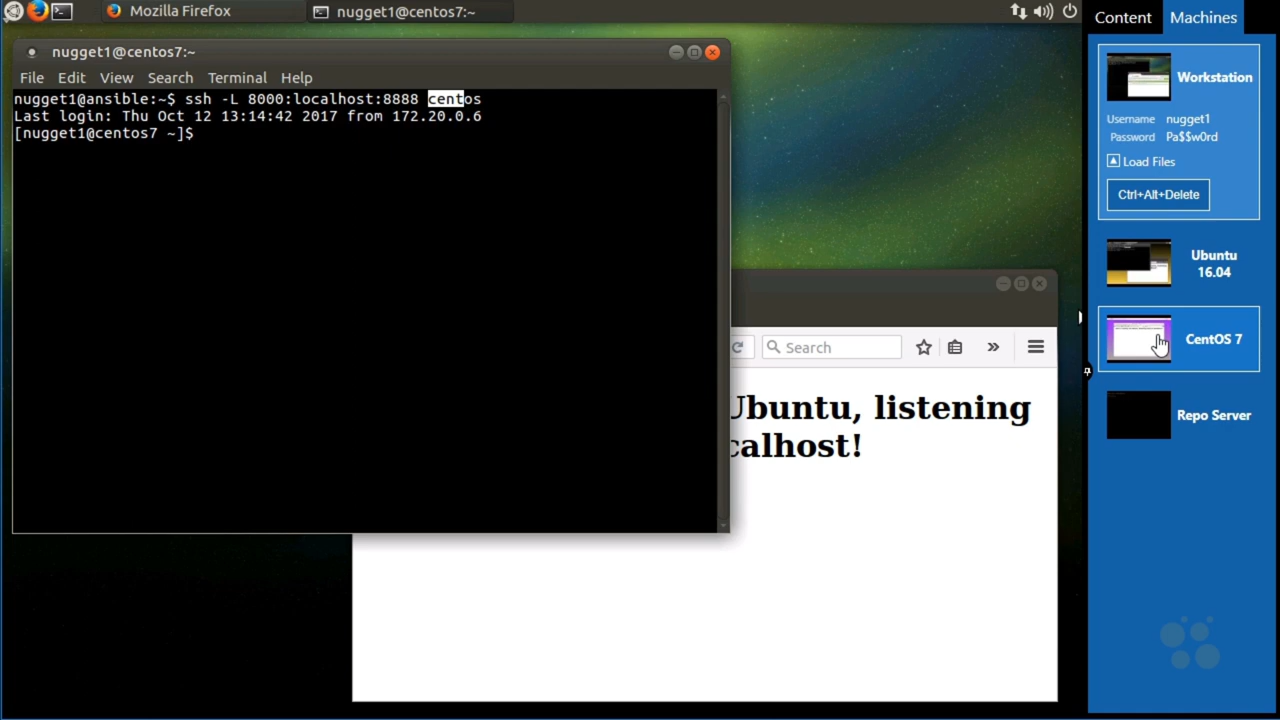 Mozilla Firefox
nugget1@centos7:~
Content
Machines
nugget1@centos7:~
File Edit View Search Terminal Help
nugget1@ansible:~$ ssh -L 8000:localhost:8888 centos
Last login: Thu Oct 12 13:14:42 2017 from 172.20.0.6
[nugget1@centos7 ~]$
Search
Ubuntu, listening
calhost!
Workstation
Username nugget1
Password Pa$$w0rd
Load Files
Ctrl+Alt+Delete
Ubuntu
16.04
CentOS 7
Repo Server